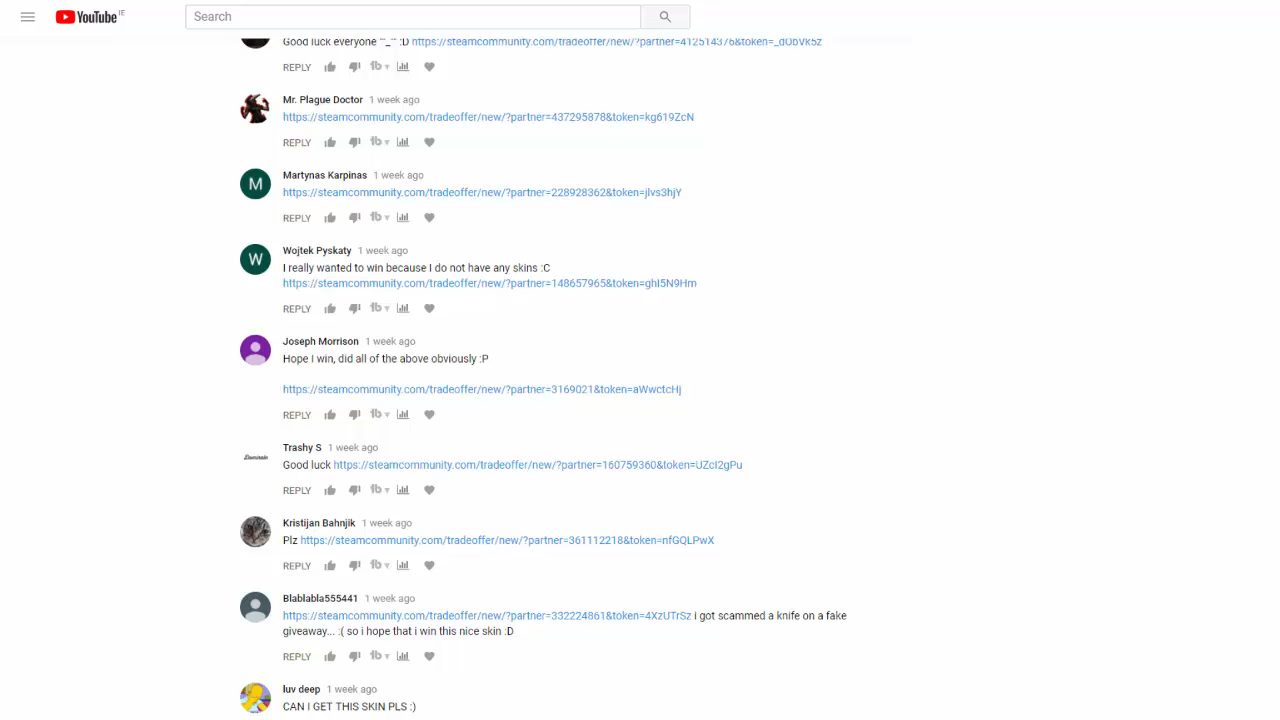 YouTube IE
Search
Good luck everyone ^_^ :D https://steamcommunity.com/tradeoffer/new/?partner=412514376&token=_dObVk5z
REPLY
Mr. Plague Doctor 1 week ago
https://steamcommunity.com/tradeoffer/new/?partner=437295878&token=kg619ZcN
REPLY
Martynas Karpinas 1 week ago
https://steamcommunity.com/tradeoffer/new/?partner=228928362&token=jlvs3hjY
REPLY
W
M
Wojtek Pyskaty 1 week ago
I really wanted to win because I do not have any skins :C
https://steamcommunity.com/tradeoffer/new/?partner=148657965&token=ghI5N9Hm
REPLY
Joseph Morrison 1 week ago
Hope I win, did all of the above obviously :P
https://steamcommunity.com/tradeoffer/new/?partner=3169021&token=aWwctcHj
REPLY
Trashy S 1 week ago
Good luck https://steamcommunity.com/tradeoffer/new/?partner=160759360&token=UZcI2gPu
REPLY
Kristijan Bahnjik 1 week ago
Plz https://steamcommunity.com/tradeoffer/new/?partner=361112218&token=nfGQLPwX
REPLY
Blablabla555441 1 week ago
https://steamcommunity.com/tradeoffer/new/?partner=332224861&token=4XzUTrSz i got scammed a knife on a fake
giveaway... :( so i hope that i win this nice skin :D
REPLY
luv deep 1 week ago
CAN I GET THIS SKIN PLS :)